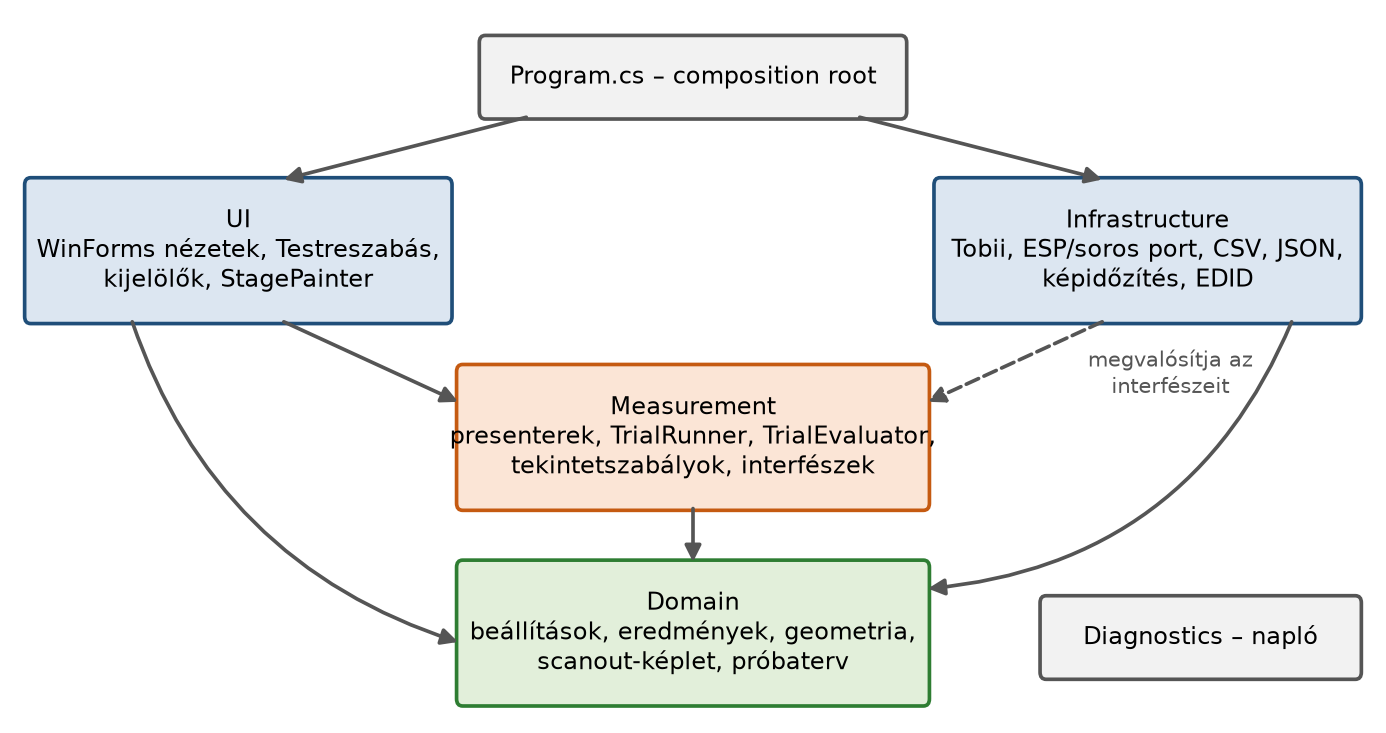 Program.cs – composition root
UI
WinForms nézetek, Testreszabás,
kijelölők, StagePainter
Infrastructure
Tobii, ESP/soros port, CSV, JSON,
képidőzítés, EDID
megvalósítja az
interfészeit
Measurement
presenterek, TrialRunner, TrialEvaluator,
tekintetszabályok, interfészek
Domain
beállítások, eredmények, geometria,
scanout-képlet, próbaterv
Diagnostics – napló